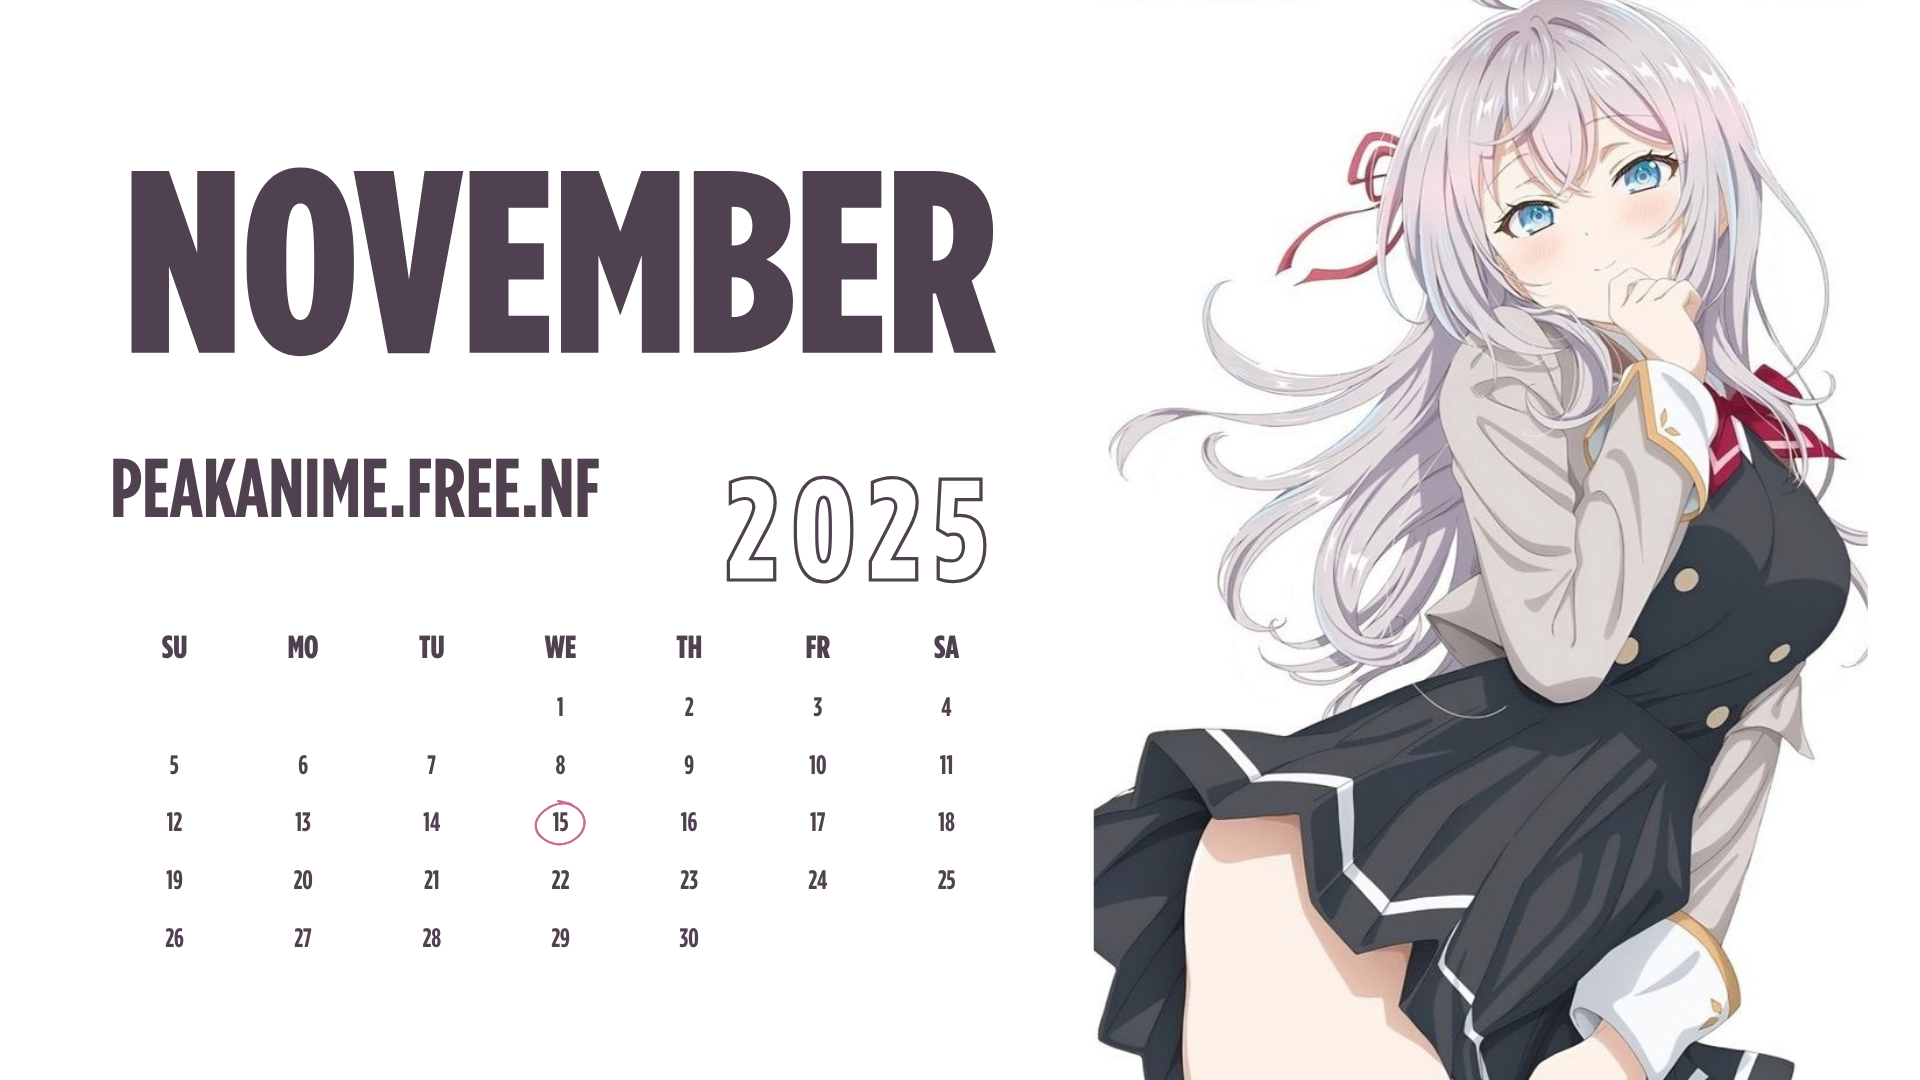 NOVEMBER
PEAKANIME.FREE.NF
2025
SU MO TU WE TH FR SA
1 2 3 4
5 6 7 8 9 10 11
12 13 14 15 16 17 18
19 20 21 22 23 24 25
26 27 28 29 30